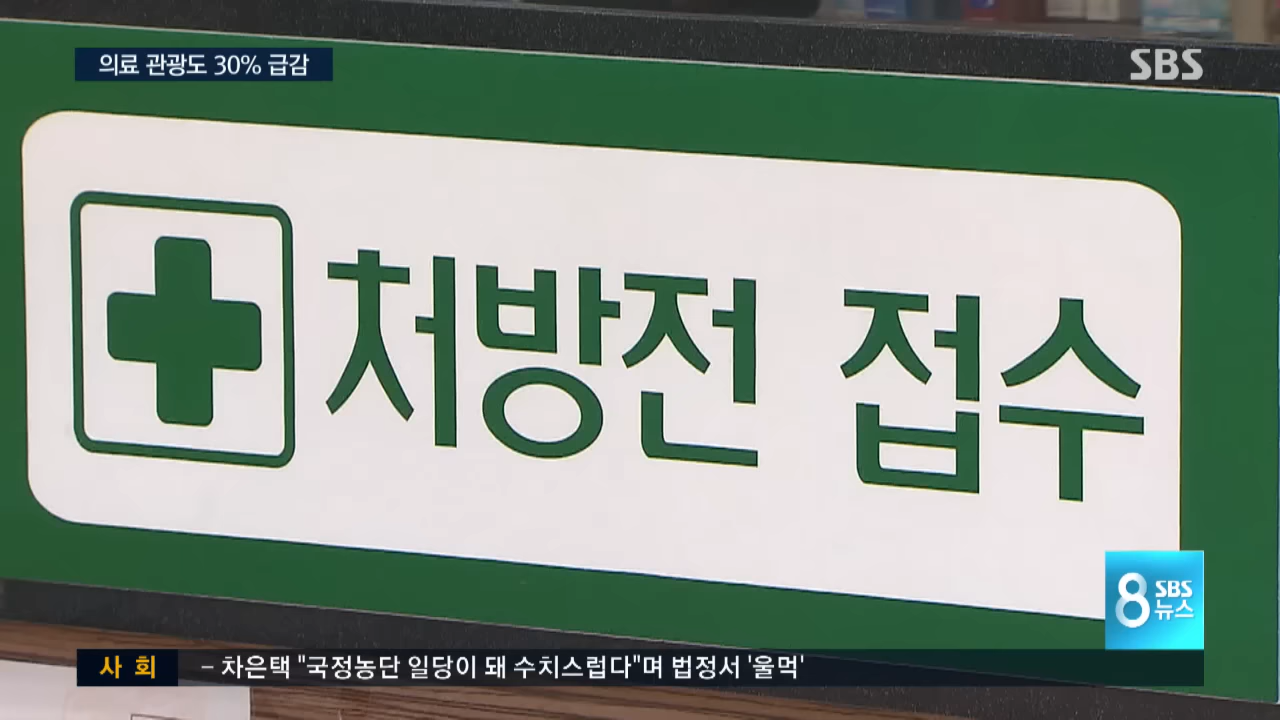 의료 관광도 30% 급감
SBS
처방전 접수
8 SBS 뉴스
사 회
– 차은택 "국정농단 일당이 돼 수치스럽다"며 법정서 '울먹'